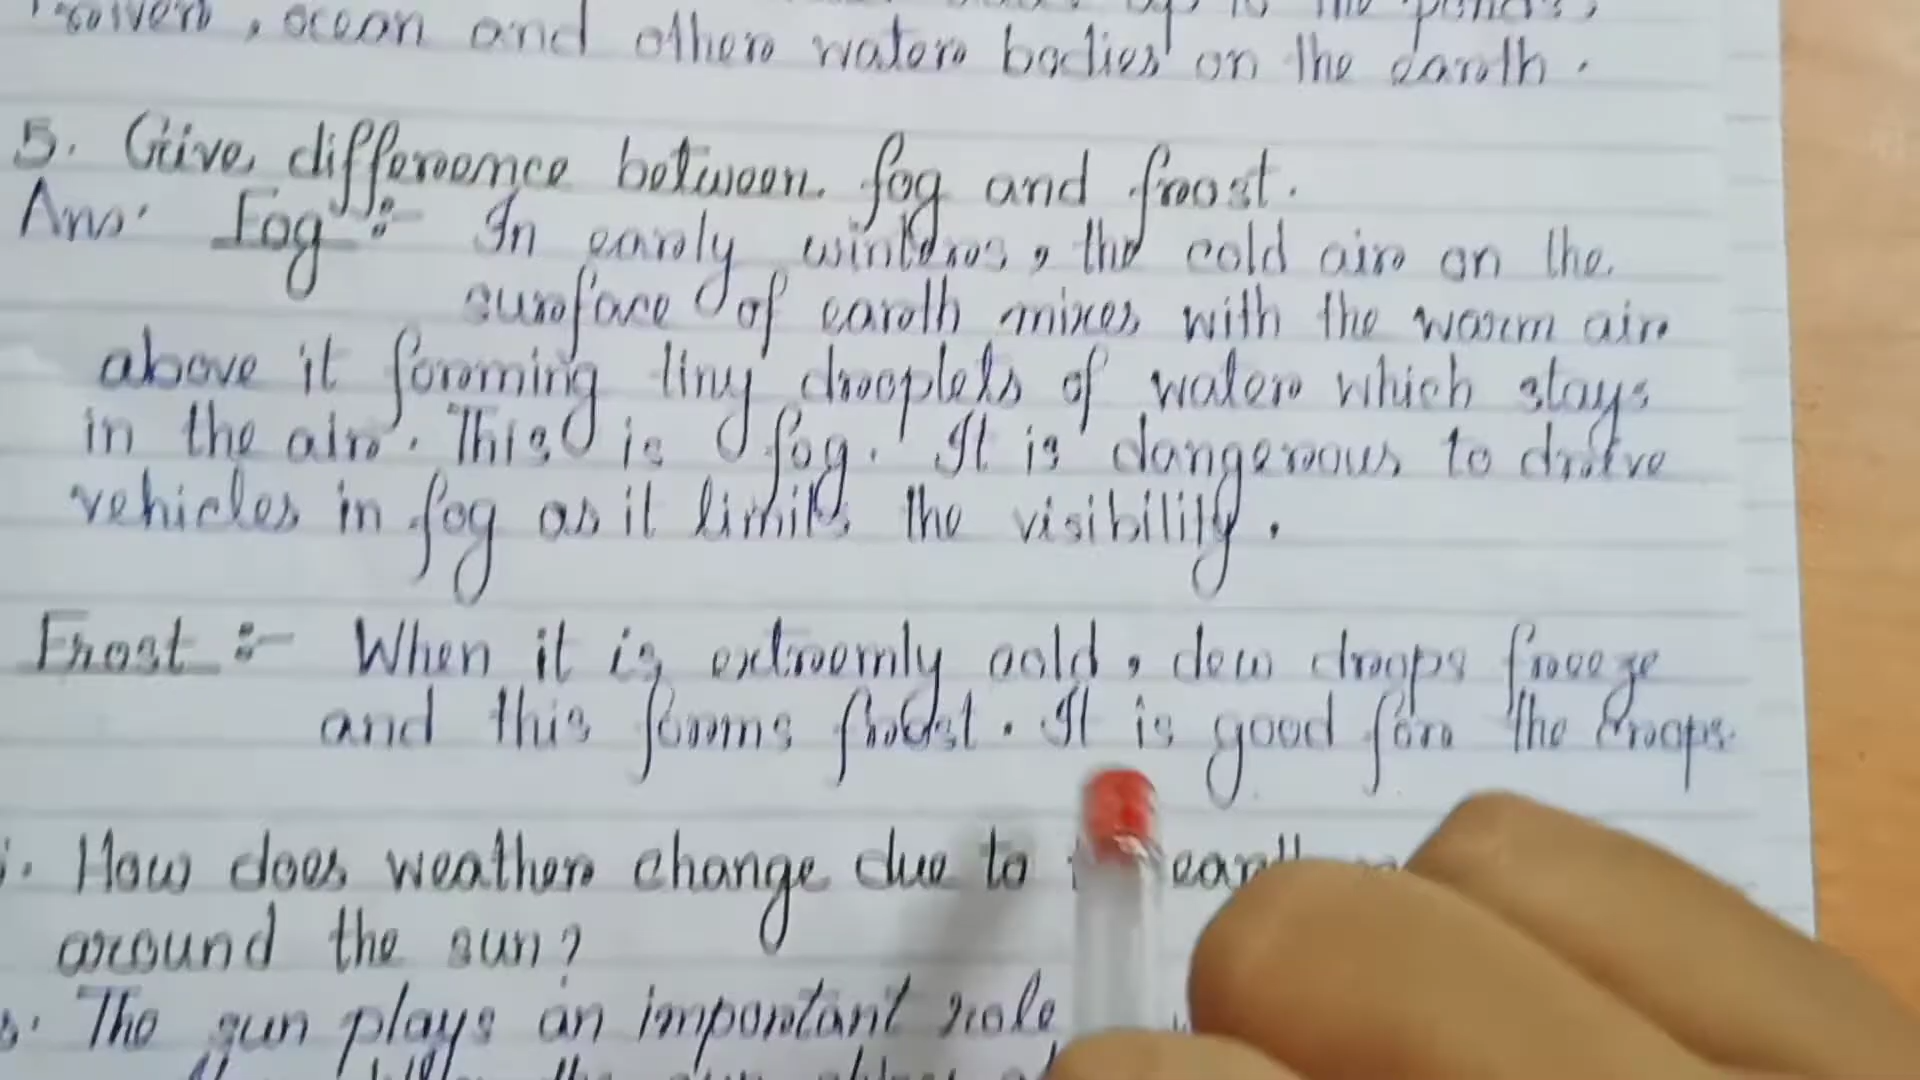 ocean and other water bodies on the earth.
5. Give difference between fog and frost.
Ans. Fog :- In early winters, the cold air on the
surface of earth mixes with the warm air
above it forming tiny droplets of water which stays
in the air. This is fog. It is dangerous to drive
vehicles in fog as it limits the visibility.
Frost :- When it is extremly cold, dew drops freeze
and this forms frost. It is good for the crops.
How does weather change due to
around the sun?
The sun plays an important role